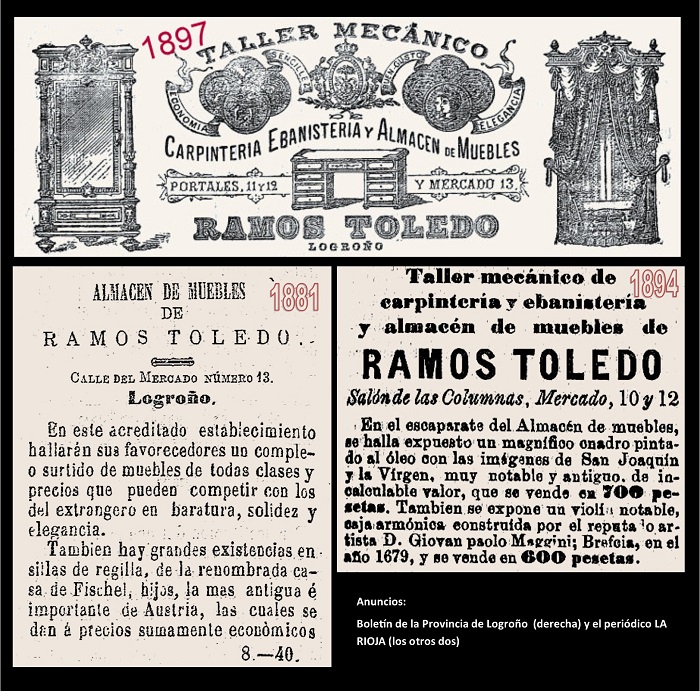 1897
TALLER MECÁNICO
ECONOMIA
SENCILLEZ
BUEN GUSTO
ELEGANCIA
CARPINTERIA EBANISTERIA Y ALMACEN DE MUEBLES
PORTALES, 11 y 12 Y MERCADO 13.
RAMOS TOLEDO
LOGROÑO
1881
ALMACEN DE MUEBLES
DE
RAMOS TOLEDO..
CALLE DEL MERCADO NÚMERO 13.
Logroño.
En este acreditado establecimiento
hallarán sus favorecedores un comple-
o surtido de muebles de todas clases y
precios que pueden competir con los
del extrangero en baratura, solidez y
elegancia.
Tambien hay grandes existencias en
sillas de regilla, de la renombrada ca-
sa de Fischel, hijos, la mas antigua é
importante de Austria, las cuales se
dán á precios sumamente económicos
8.—40.
1894
Taller mecánico de
carpintería y ebanistería
y almacén de muebles de
RAMOS TOLEDO
Salón de las Columnas, Mercado, 10 y 12
En el escaparate del Almacén de muebles,
se halla expuesto un magnífico cuadro pinta-
do al óleo con las imágenes de San Joaquín
y la Virgen, muy notable y antiguo, de in-
calculable valor, que se vende en 700 pe-
setas. Tambien se expone un violín notable,
caja armónica construida por el reputado ar-
tista D. Giovan paolo Maggini; Brefcia, en el
año 1679, y se vende en 600 pesetas.
Anuncios:
Boletín de la Provincia de Logroño (derecha) y el periódico LA
RIOJA (los otros dos)